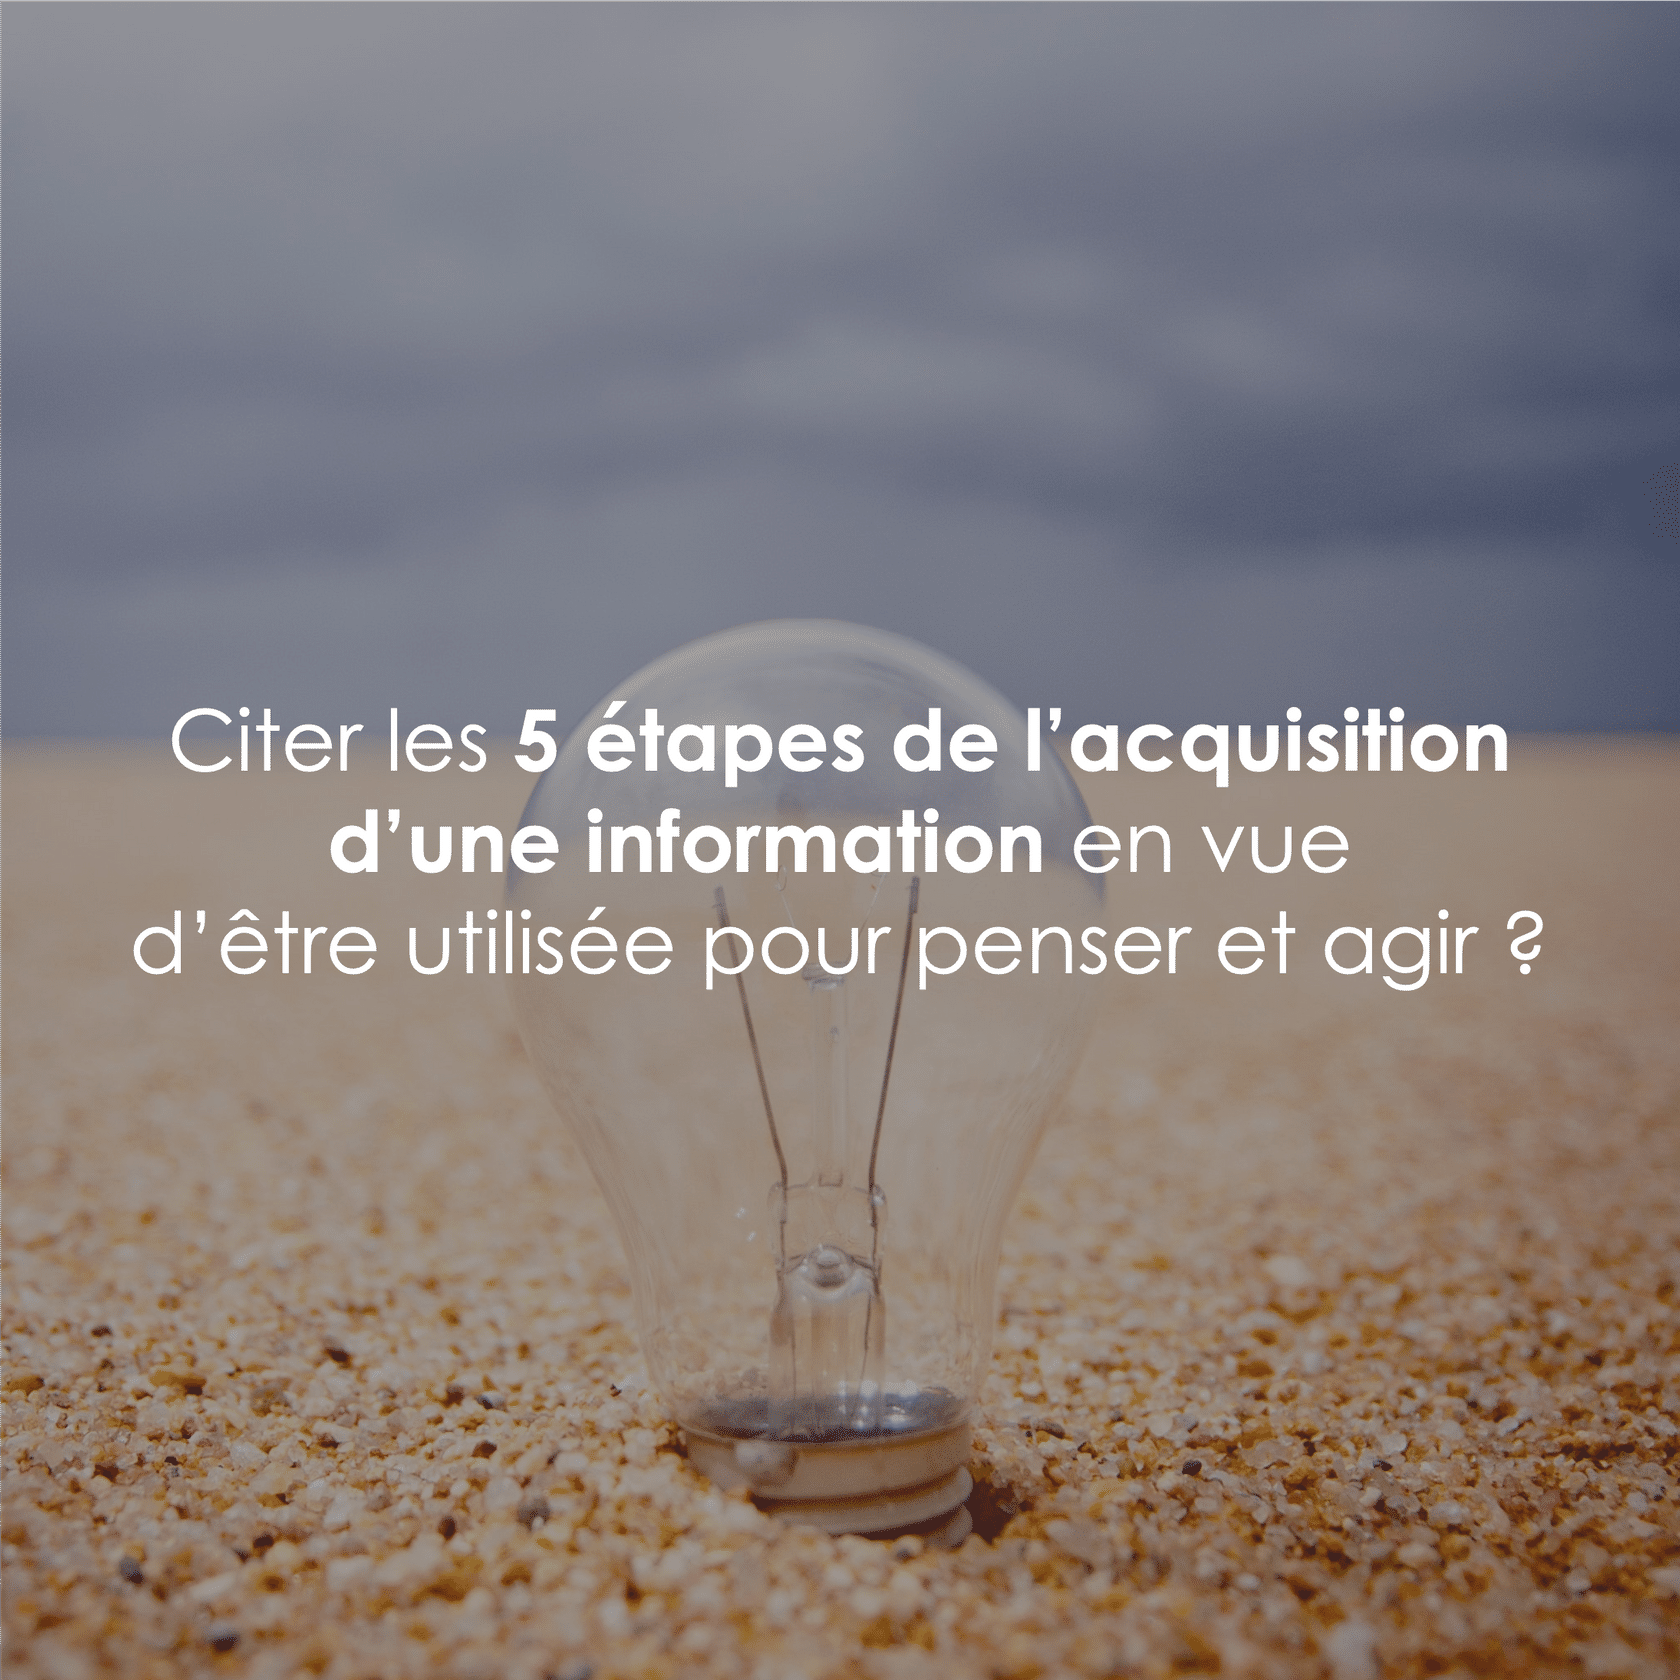 Citer les 5 étapes de l’acquisition
d’une information en vue
d’être utilisée pour penser et agir ?